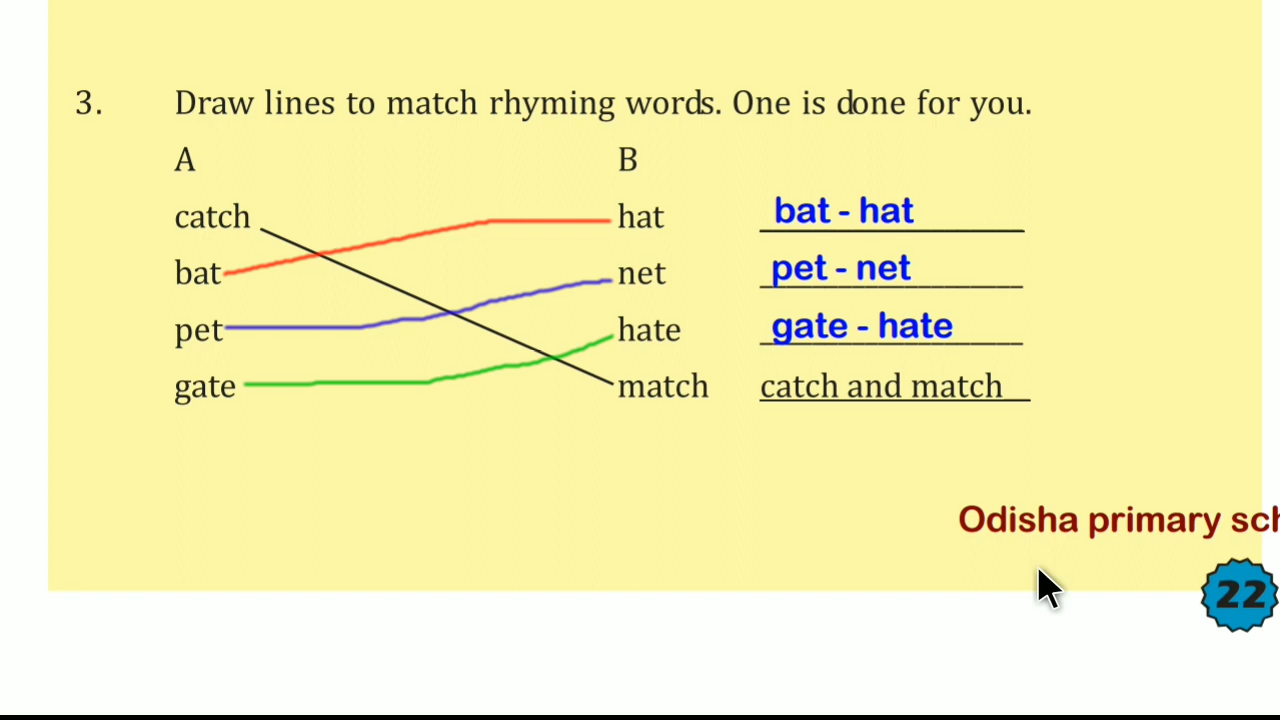 3. Draw lines to match rhyming words. One is done for you.
A B
catch hat bat - hat
bat net pet - net
pet hate gate - hate
gate match catch and match
Odisha primary sch
22